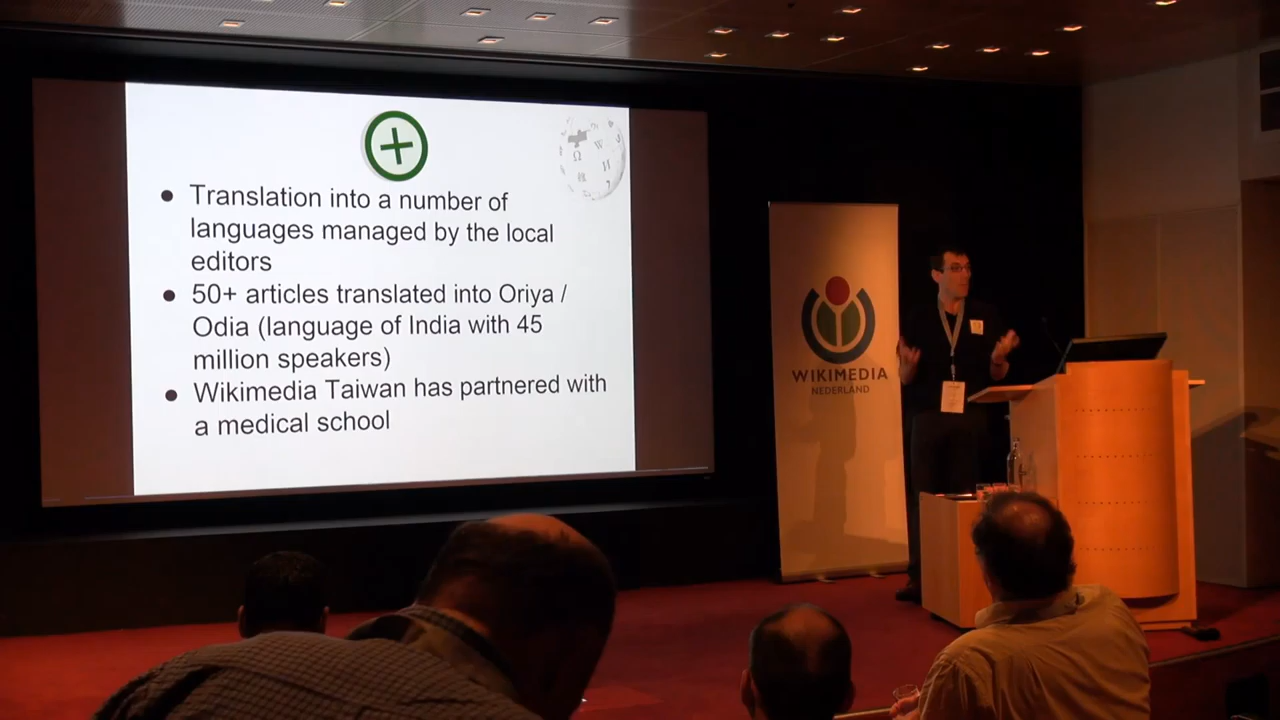 Translation into a number of
languages managed by the local
editors
50+ articles translated into Oriya /
Odia (language of India with 45
million speakers)
Wikimedia Taiwan has partnered with
a medical school
WIKIMEDIA
NEDERLAND